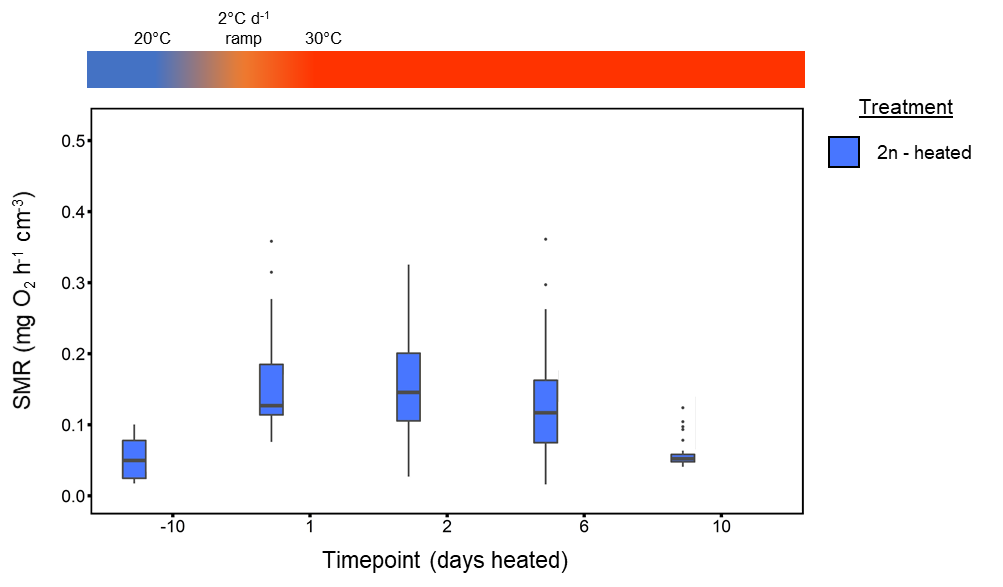 2°C d⁻¹
20°C ramp 30°C
Treatment
2n - heated
0.5
0.4
0.3
0.2
0.1
0.0
SMR (mg O₂ h⁻¹ cm⁻³)
-10 1 2 6 10
Timepoint (days heated)